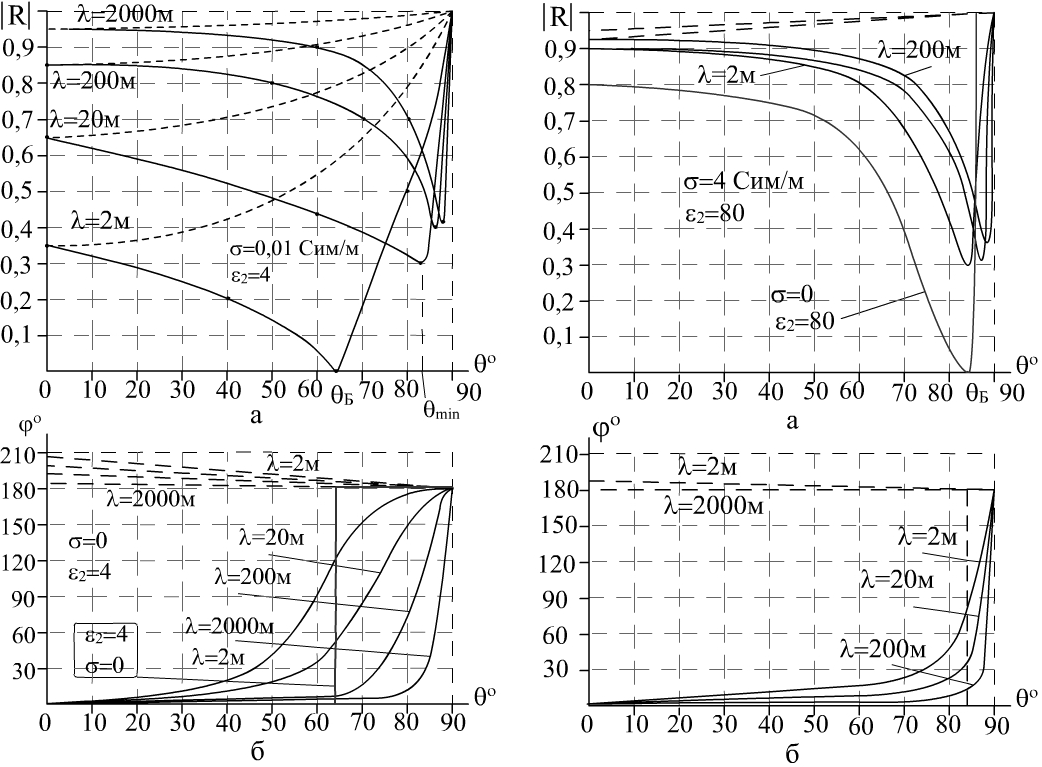 |R|
λ=2000м
0,9
0,8
λ=200м
0,7
λ=20м
0,6
0,5
0,4
λ=2м
σ=0,01 Сим/м
0,3
ε2=4
0,2
0,1
θ°
0 10 20 30 40 50 60 θБ 70 80 90
θmin
а
|R|
0,9
λ=200м
λ=2м
0,8
0,7
0,6
0,5
σ=4 Сим/м
ε2=80
0,4
0,3
0,2
σ=0
ε2=80
0,1
θ°
0 10 20 30 40 50 60 70 80 θБ 90
а
φ°
210
λ=2м
180
λ=2000м
150
σ=0
λ=20м
120
ε2=4
λ=200м
90
λ=2000м
60
ε2=4
λ=2м
30
σ=0
θ°
0 10 20 30 40 50 60 70 80 90
б
φ°
210
λ=2м
180
λ=2000м
150
λ=2м
120
λ=20м
90
60
λ=200м
30
θ°
0 10 20 30 40 50 60 70 80 90
б